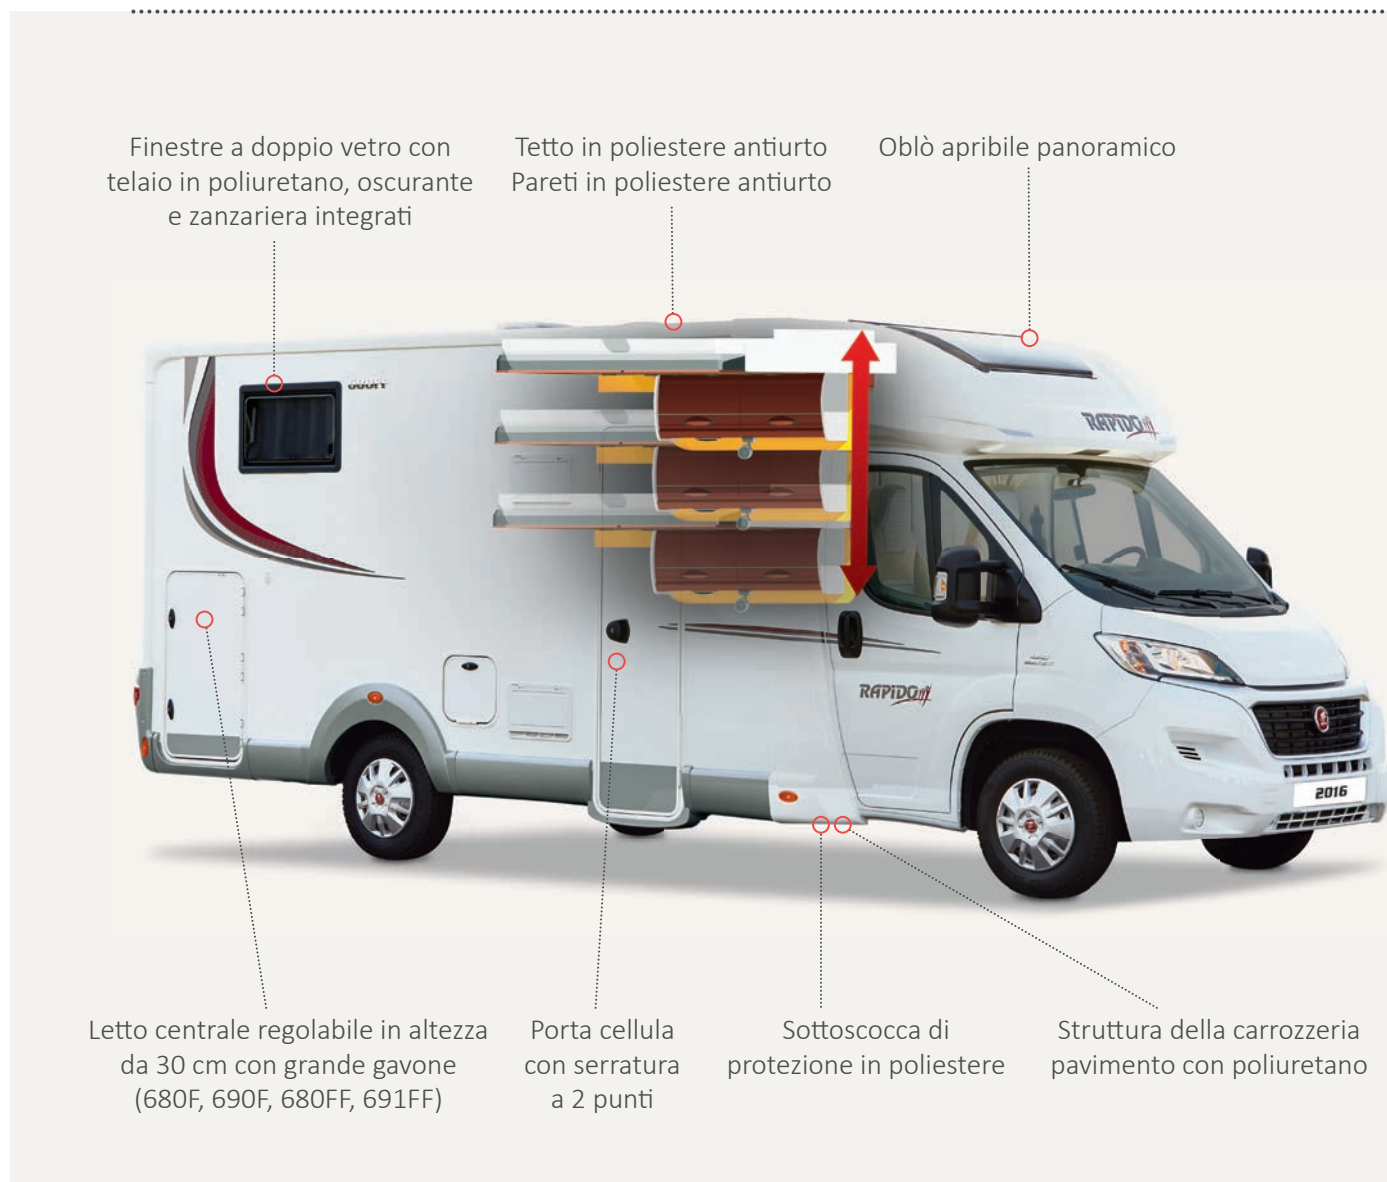 Finestre a doppio vetro con
telaio in poliuretano, oscurante
e zanzariera integrati
Tetto in poliestere antiurto
Pareti in poliestere antiurto
Oblò apribile panoramico
RAPIDO
RAPIDO
2016
Letto centrale regolabile in altezza
da 30 cm con grande gavone
(680F, 690F, 680FF, 691FF)
Porta cellula
con serratura
a 2 punti
Sottoscocca di
protezione in poliestere
Struttura della carrozzeria
pavimento con poliuretano